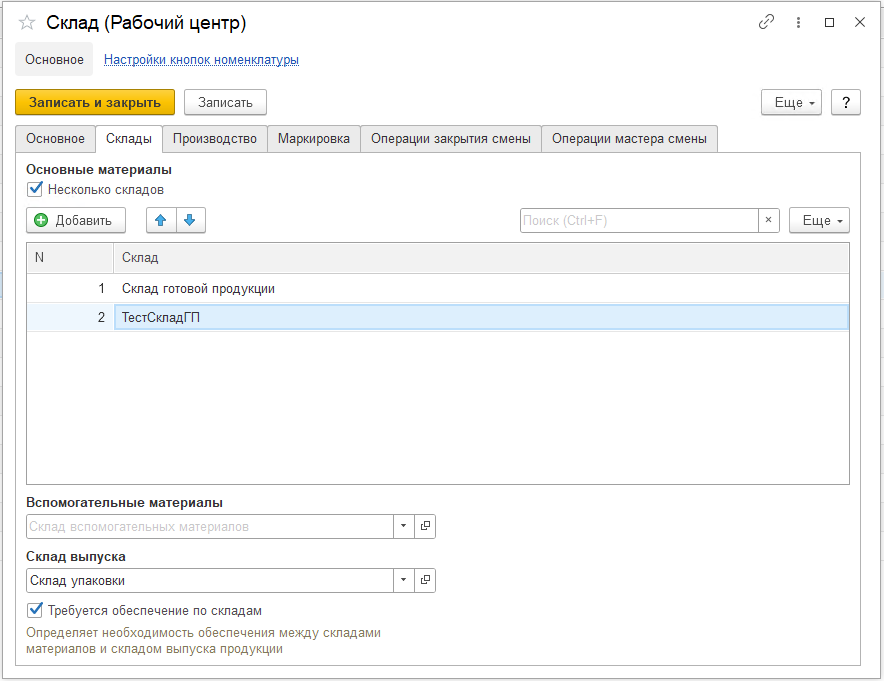 Склад (Рабочий центр)
Основное Настройки кнопок номенклатуры
Записать и закрыть Записать Еще ?
Основное Склады Производство Маркировка Операции закрытия смены Операции мастера смены
Основные материалы
Несколько складов
Добавить Поиск (Ctrl+F) × Еще
N Склад
1 Склад готовой продукции
2 ТестСкладГП
Вспомогательные материалы
Склад вспомогательных материалов
Склад выпуска
Склад упаковки
Требуется обеспечение по складам
Определяет необходимость обеспечения между складами
материалов и складом выпуска продукции